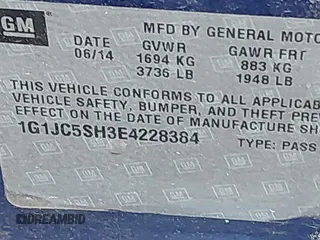 GM
MFD BY GENERAL MOTO
DATE GVWR GAWR FRT
06/14 1694 KG 883 KG
3736 LB 1948 LB
THIS VEHICLE CONFORMS TO ALL APPLICAB
VEHICLE SAFETY, BUMPER, AND THEFT PRE
EFFECT ON THE DATE OF MANUFACTURE SH
1G1JC5SH3E4228384
TYPE: PASS
DREAMBID